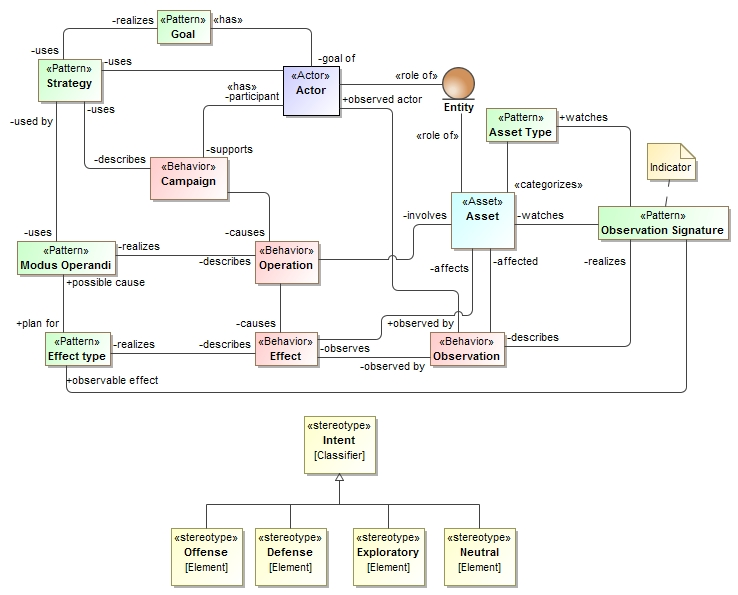 -realizes
«Pattern»
Goal
«has»
-uses
-goal of
«Pattern»
Strategy
-uses
«Actor»
Actor
«role of»
Entity
«has»
-participant
+observed actor
-uses
-used by
«Pattern»
Asset Type
+watches
«role of»
Indicator
-describes
-supports
«Behavior»
Campaign
«categorizes»
«Asset»
Asset
-involves
-watches
«Pattern»
Observation Signature
-uses
-causes
«Pattern»
Modus Operandi
-realizes
-describes
«Behavior»
Operation
-affects
-affected
-realizes
+possible cause
+plan for
-causes
+observed by
«Pattern»
Effect type
-realizes
-describes
«Behavior»
Effect
-observes
-observed by
«Behavior»
Observation
-describes
+observable effect
«stereotype»
Intent
[Classifier]
«stereotype»
Offense
[Element]
«stereotype»
Defense
[Element]
«stereotype»
Exploratory
[Element]
«stereotype»
Neutral
[Element]